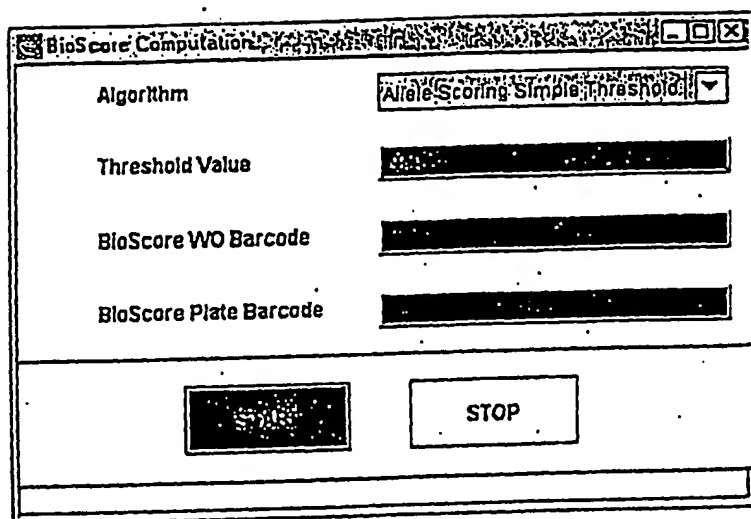 BioScore Computation
Algorithm
Allele Scoring Simple Threshold
Threshold Value
BioScore WO Barcode
BioScore Plate Barcode
STOP